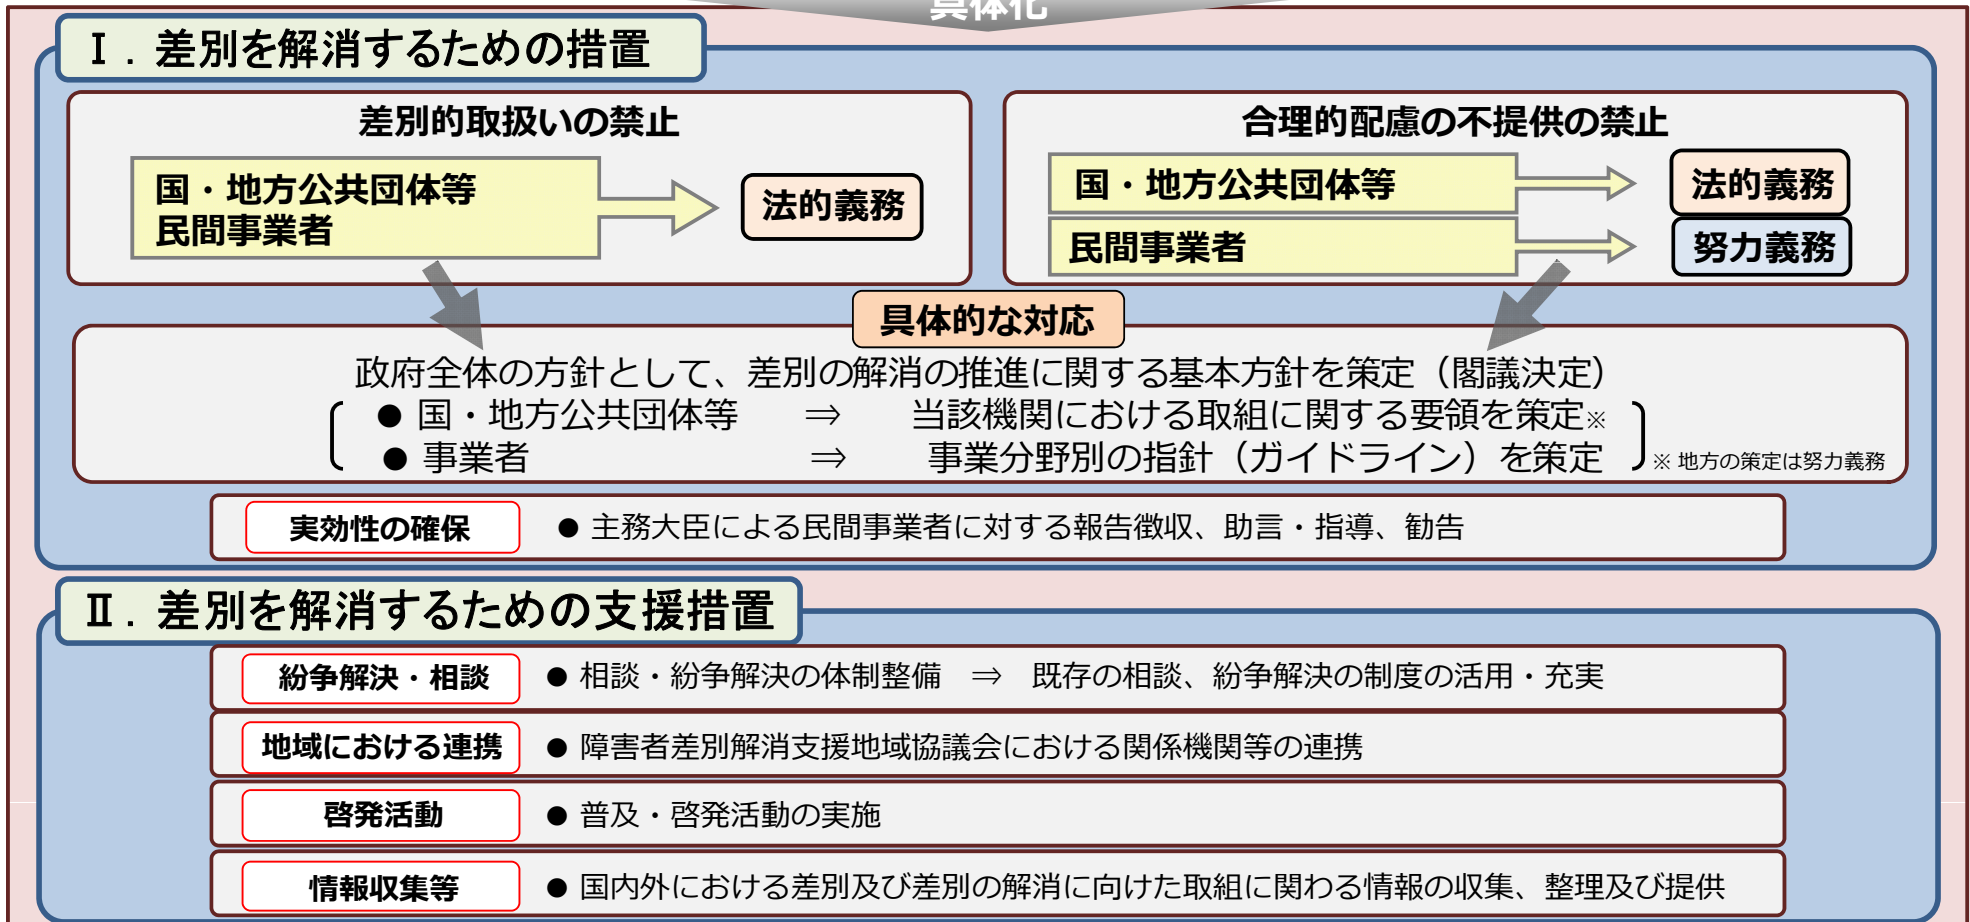 具体化
Ⅰ．差別を解消するための措置
差別的取扱いの禁止
国・地方公共団体等
民間事業者
法的義務
合理的配慮の不提供の禁止
国・地方公共団体等
法的義務
民間事業者
努力義務
具体的な対応
政府全体の方針として、差別の解消の推進に関する基本方針を策定（閣議決定）
● 国・地方公共団体等 ⇒ 当該機関における取組に関する要領を策定※
● 事業者 ⇒ 事業分野別の指針（ガイドライン）を策定
※ 地方の策定は努力義務
実効性の確保
● 主務大臣による民間事業者に対する報告徴収、助言・指導、勧告
Ⅱ．差別を解消するための支援措置
紛争解決・相談
● 相談・紛争解決の体制整備 ⇒ 既存の相談、紛争解決の制度の活用・充実
地域における連携
● 障害者差別解消支援地域協議会における関係機関等の連携
啓発活動
● 普及・啓発活動の実施
情報収集等
● 国内外における差別及び差別の解消に向けた取組に関わる情報の収集、整理及び提供